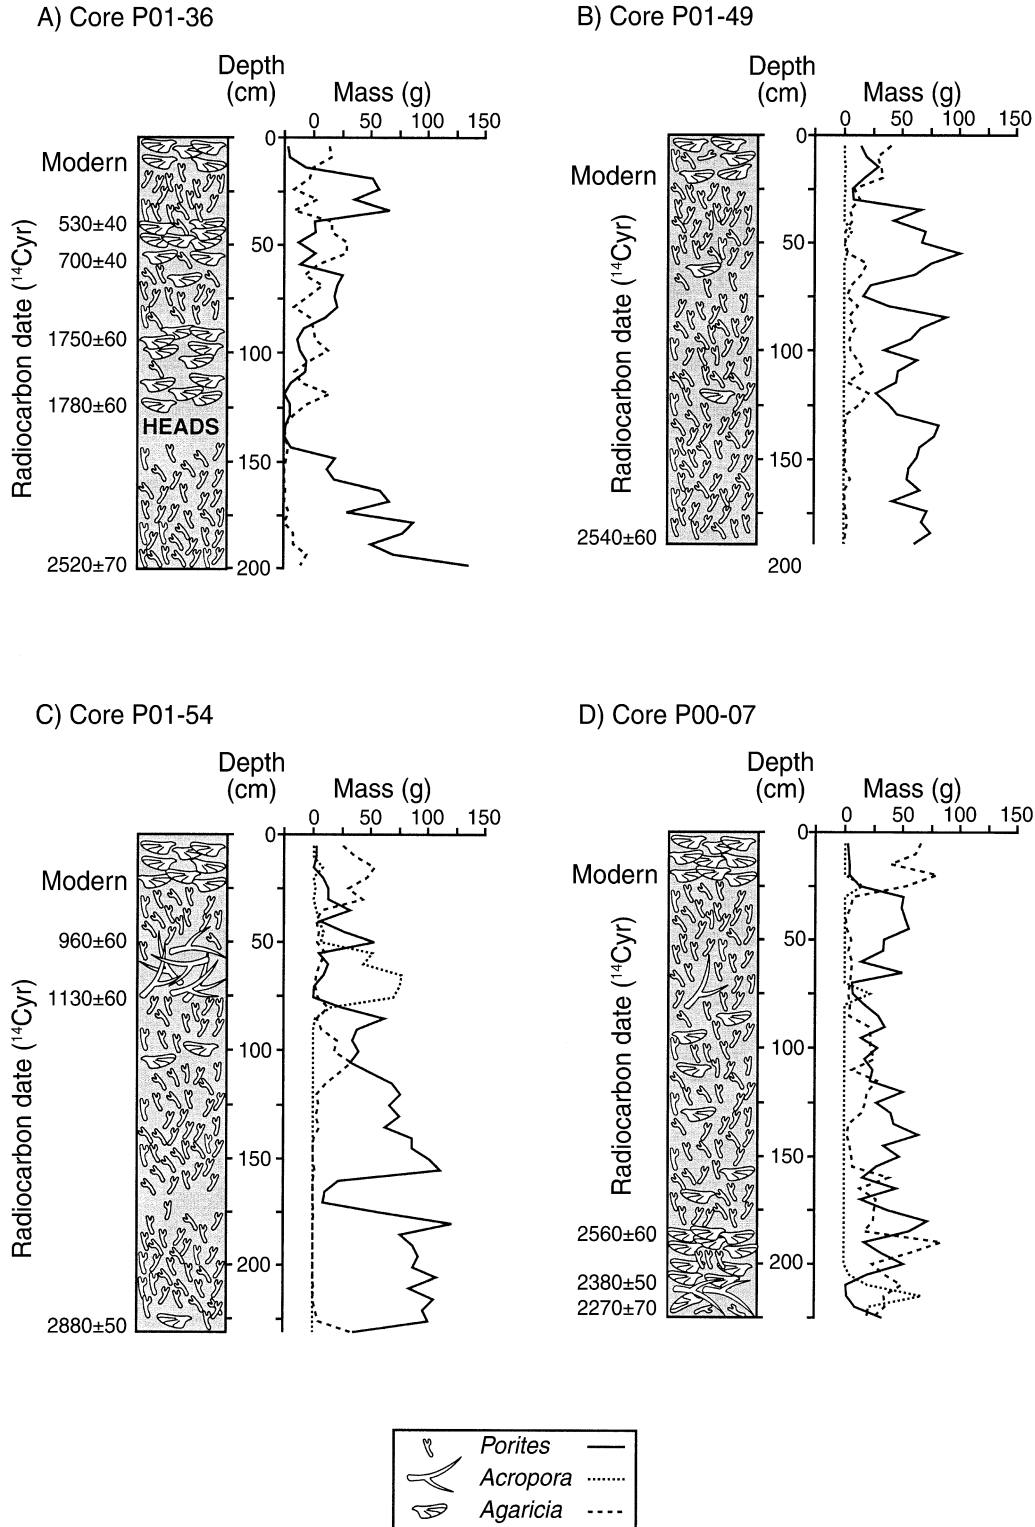 A) Core P01-36
Depth
(cm)
Mass (g)
0 50 100 150
Radiocarbon date (¹⁴Cyr)
Modern
530±40
700±40
1750±60
1780±60
HEADS
2520±70
0
50
100
150
200
B) Core P01-49
Depth
(cm)
Mass (g)
0 50 100 150
Radiocarbon date (¹⁴Cyr)
Modern
2540±60
0
50
100
150
200
C) Core P01-54
Depth
(cm)
Mass (g)
0 50 100 150
Radiocarbon date (¹⁴Cyr)
Modern
960±60
1130±60
2880±50
0
50
100
150
200
D) Core P00-07
Depth
(cm)
Mass (g)
0 50 100 150
Radiocarbon date (¹⁴Cyr)
Modern
2560±60
2380±50
2270±70
0
50
100
150
200
Porites
Acropora
Agaricia